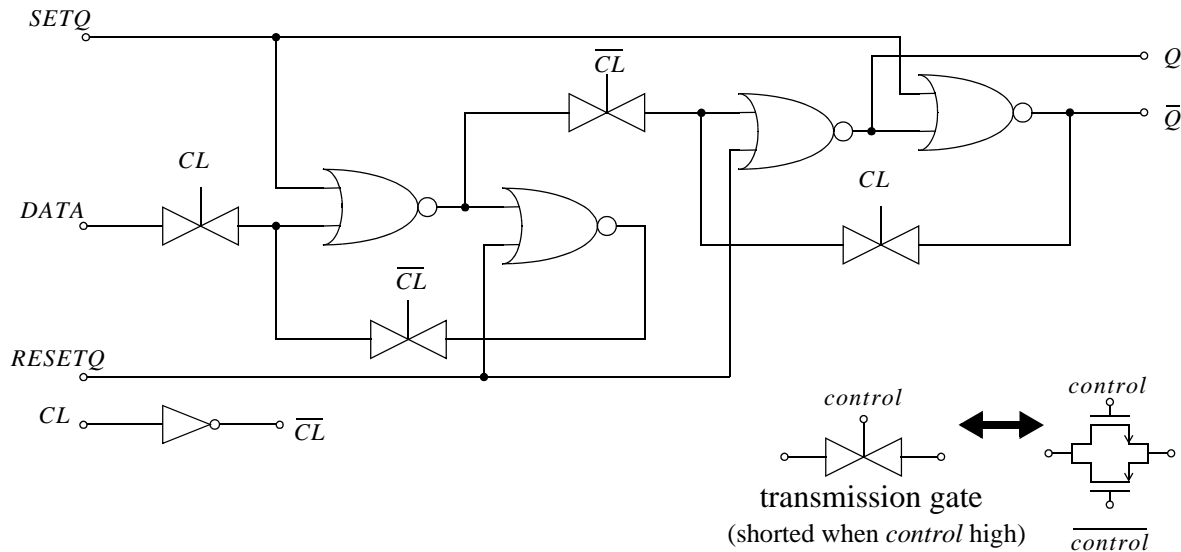 SETQ
Q
CL̅
Q̅
CL
CL
DATA
CL̅
RESETQ
CL
CL̅
control
control
transmission gate
(shorted when control high)
control̅